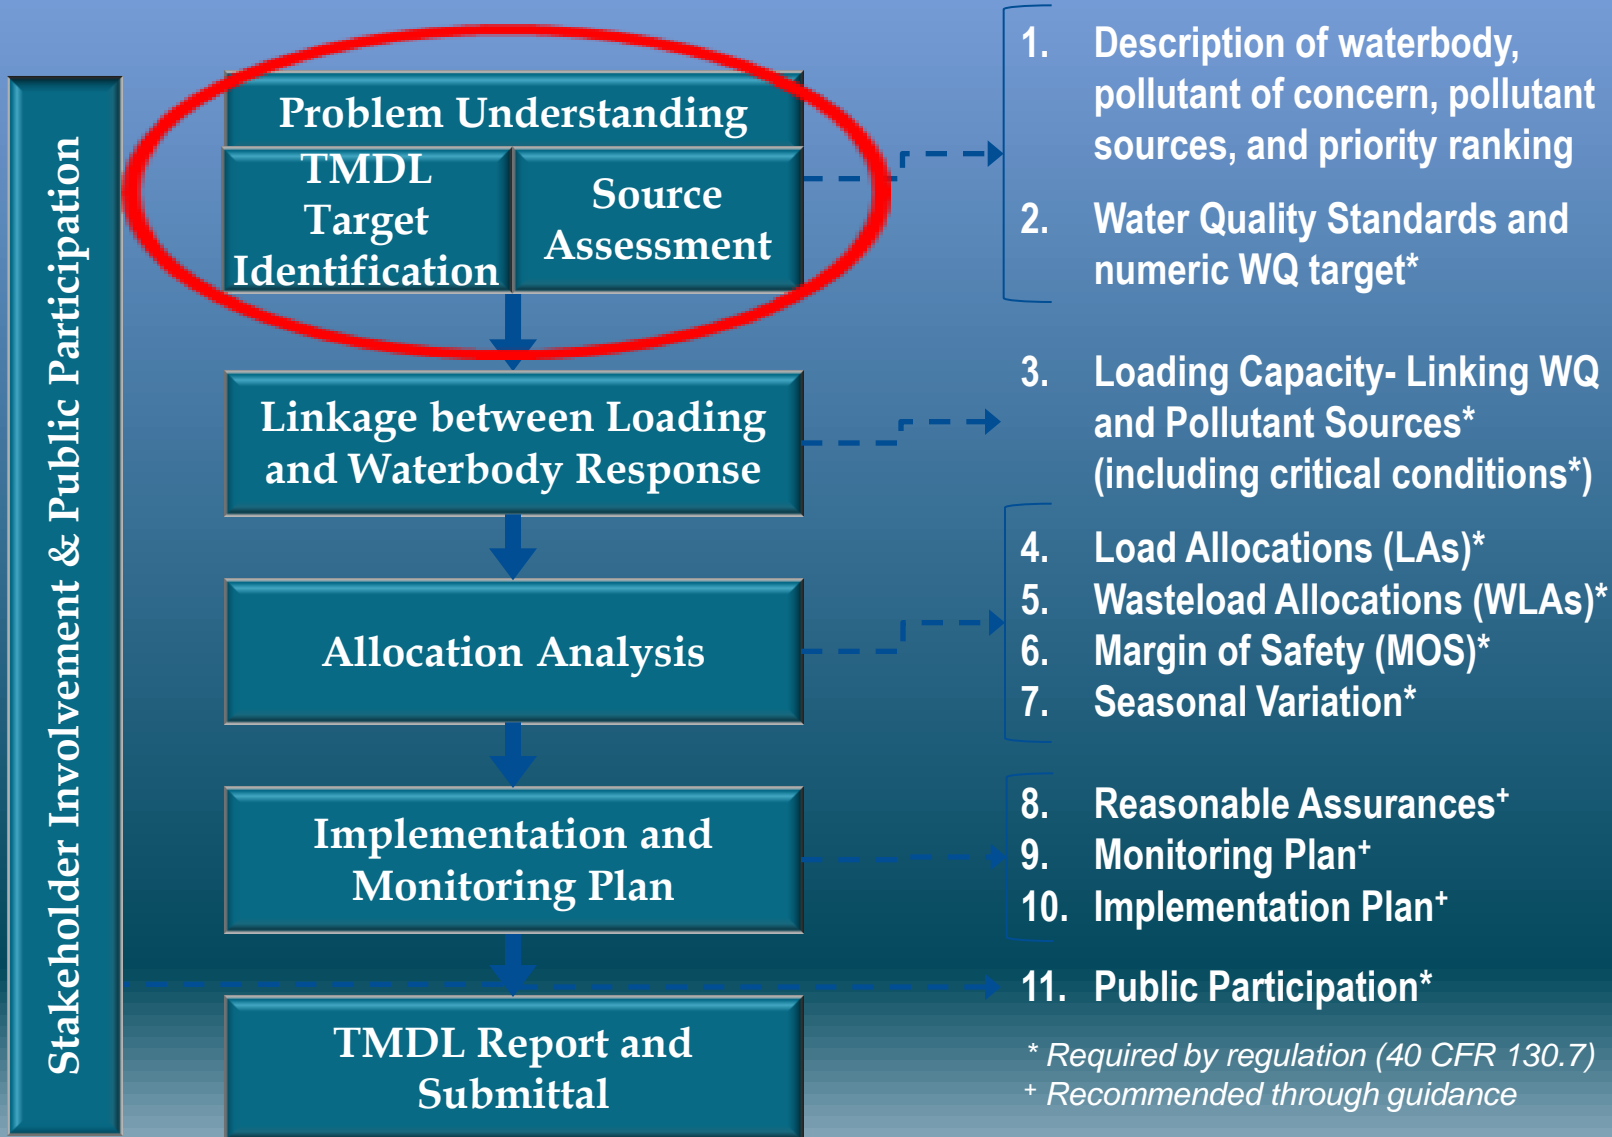 Stakeholder Involvement & Public Participation
Problem Understanding
TMDL
Target
Identification
Source
Assessment
Linkage between Loading
and Waterbody Response
Allocation Analysis
Implementation and
Monitoring Plan
TMDL Report and
Submittal
1. Description of waterbody,
pollutant of concern, pollutant
sources, and priority ranking
2. Water Quality Standards and
numeric WQ target*
3. Loading Capacity- Linking WQ
and Pollutant Sources*
(including critical conditions*)
4. Load Allocations (LAs)*
5. Wasteload Allocations (WLAs)*
6. Margin of Safety (MOS)*
7. Seasonal Variation*
8. Reasonable Assurances+
9. Monitoring Plan+
10. Implementation Plan+
11. Public Participation*
* Required by regulation (40 CFR 130.7)
+ Recommended through guidance